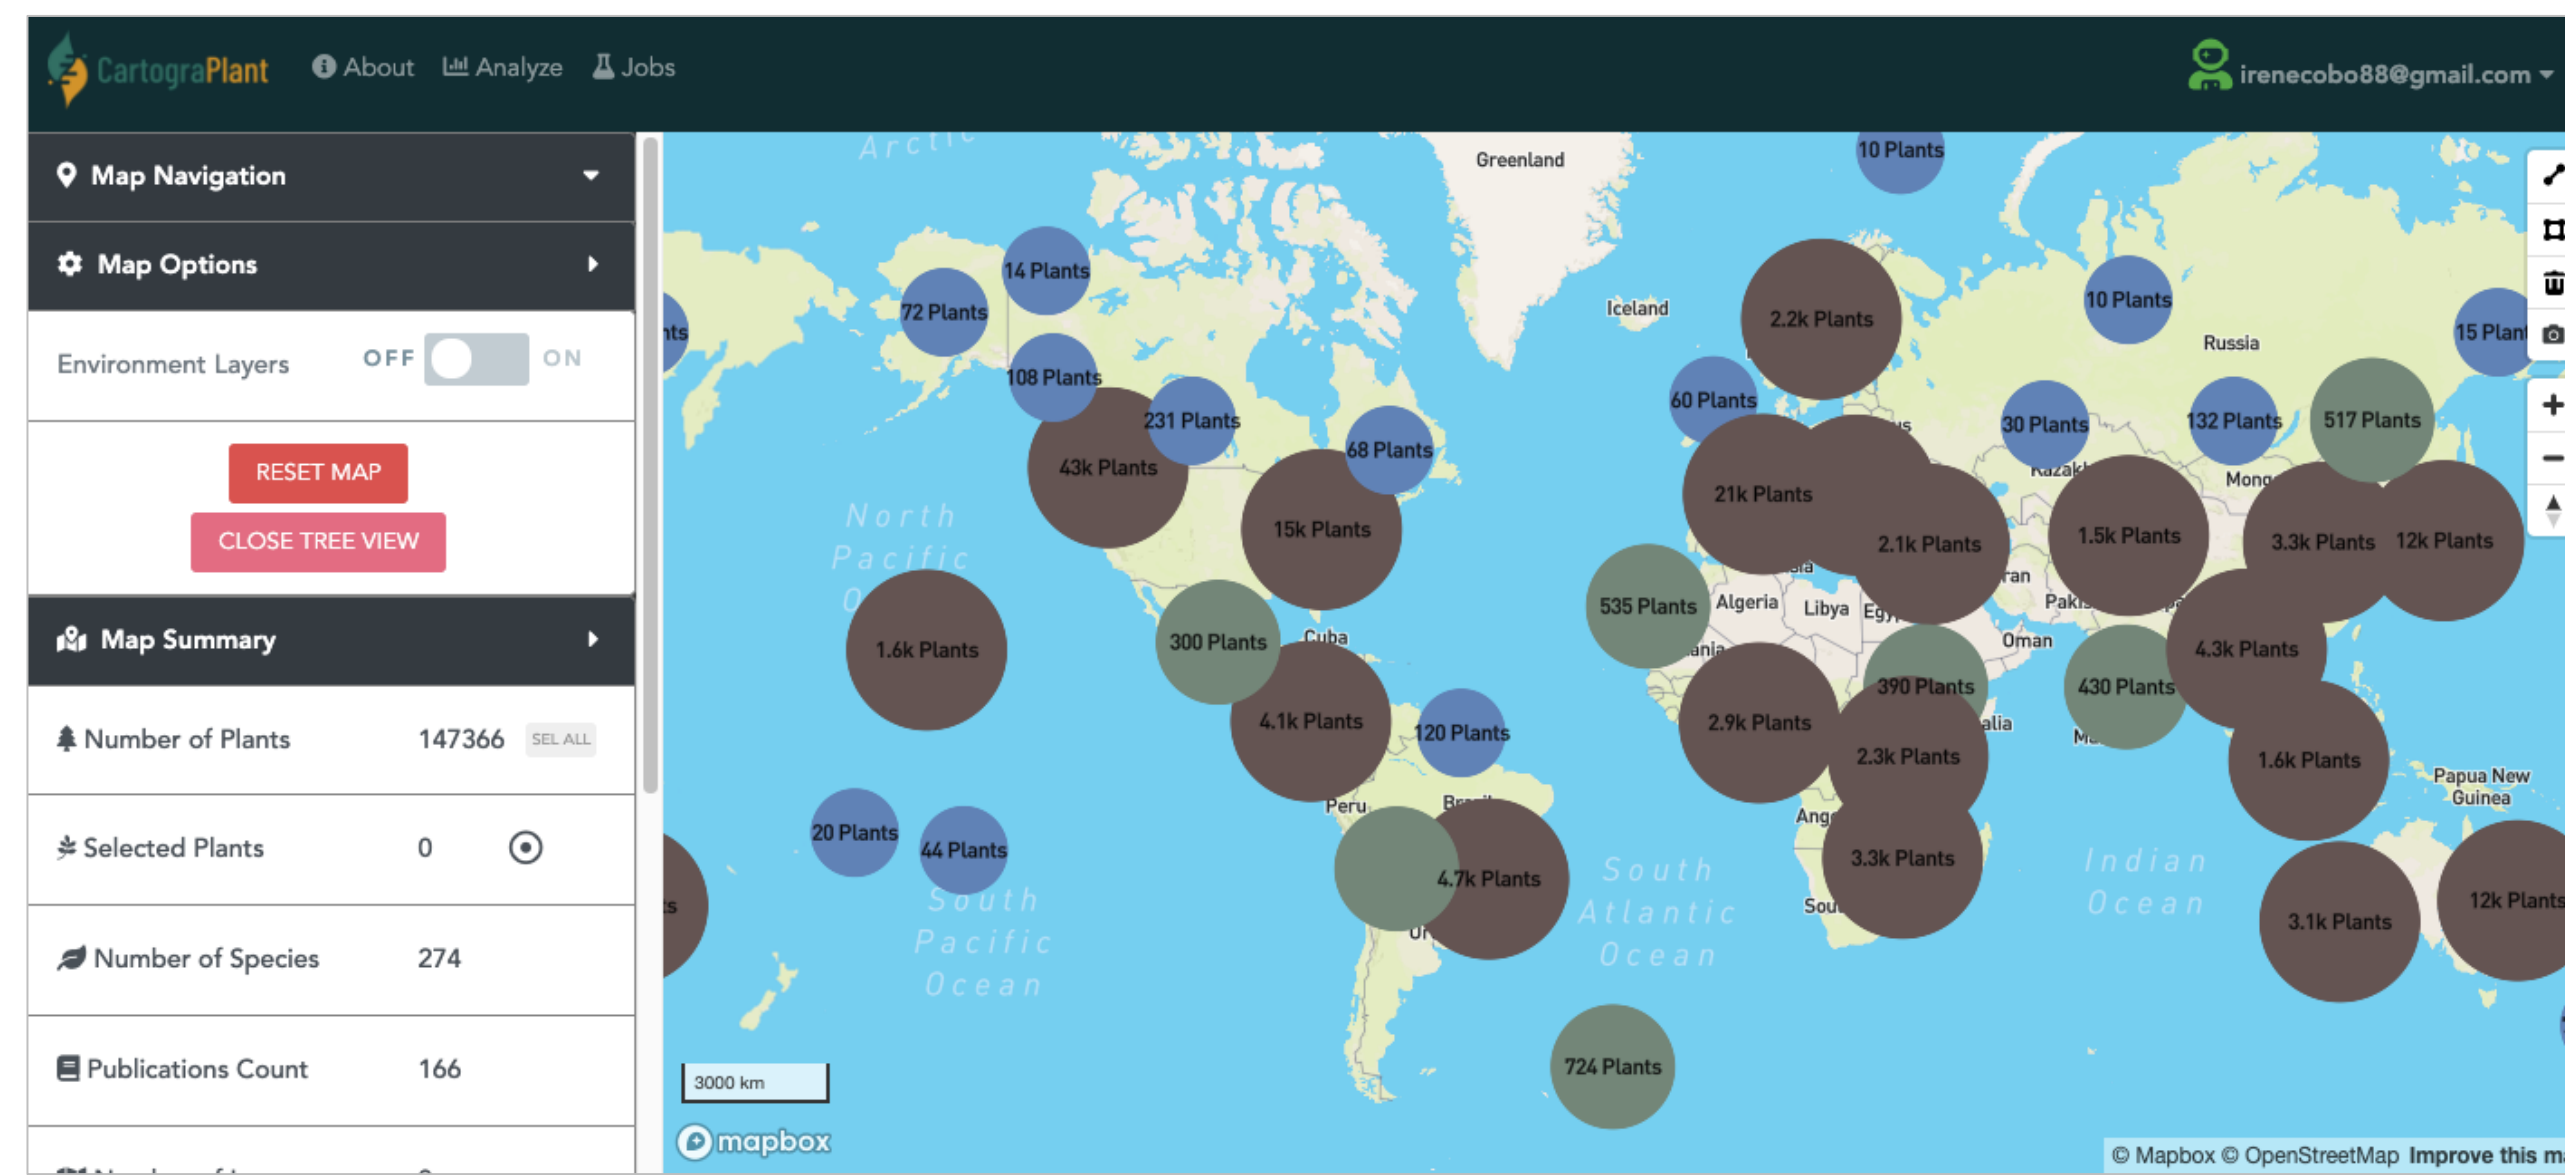 CartograPlant About Analyze Jobs irenecobo88@gmail.com
Map Navigation
Map Options
Environment Layers OFF ON
RESET MAP
CLOSE TREE VIEW
Map Summary
Number of Plants 147366 SEL ALL
Selected Plants 0
Number of Species 274
Publications Count 166
Arctic
Greenland
10 Plants
14 Plants
72 Plants
Iceland
2.2k Plants
10 Plants
Russia
15 Plant
108 Plants
60 Plants
231 Plants
30 Plants
132 Plants
517 Plants
68 Plants
43k Plants
Mong
21k Plants
North
Pacific
O
15k Plants
2.1k Plants
1.5k Plants
3.3k Plants
12k Plants
535 Plants
Algeria
Libya
Oman
1.6k Plants
300 Plants
Cuba
4.3k Plants
390 Plants
430 Plants
4.1k Plants
120 Plants
2.9k Plants
2.3k Plants
1.6k Plants
Papua New
Guinea
Peru
20 Plants
44 Plants
South
Pacific
Ocean
4.7k Plants
South
Atlantic
Ocean
3.3k Plants
Indian
Ocean
3.1k Plants
12k Plants
724 Plants
3000 km
mapbox
© Mapbox © OpenStreetMap Improve this ma